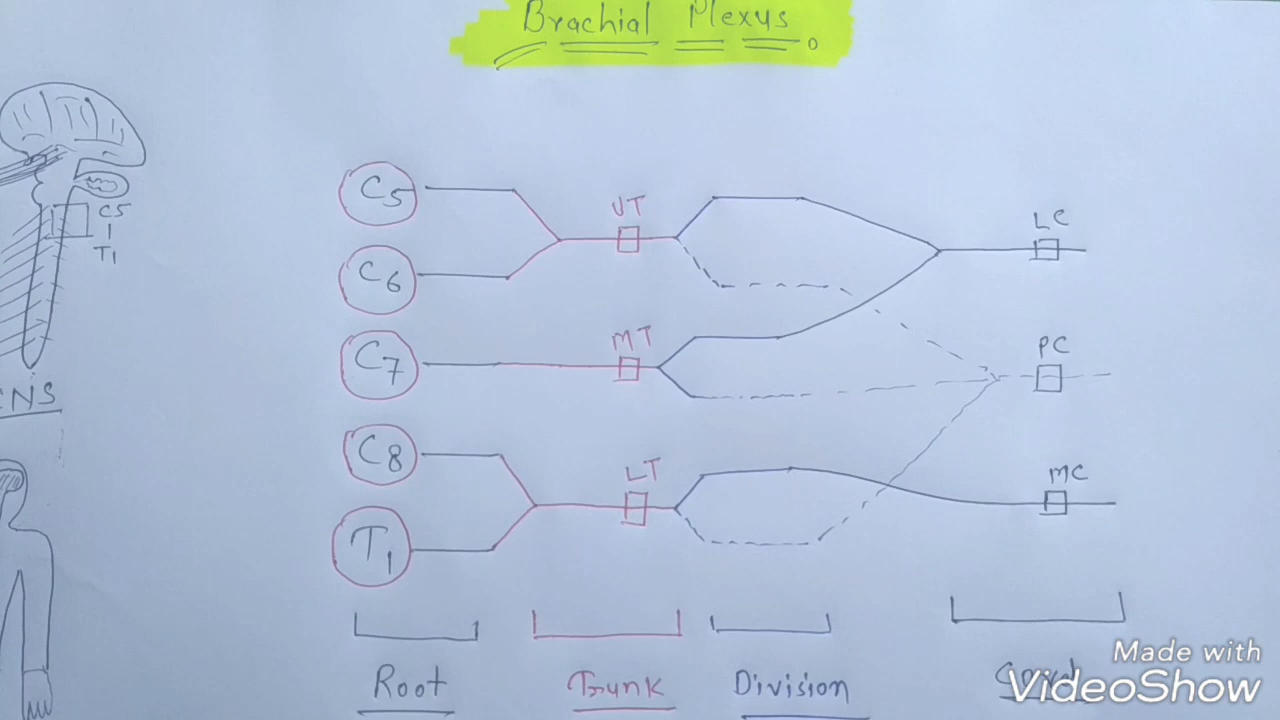 Brachial Plexus.
C5
C6
C7
C8
T1
UT
MT
LT
LC
PC
MC
C5
T1
CNS
Root
Trunk
Division
Made with
VideoShow